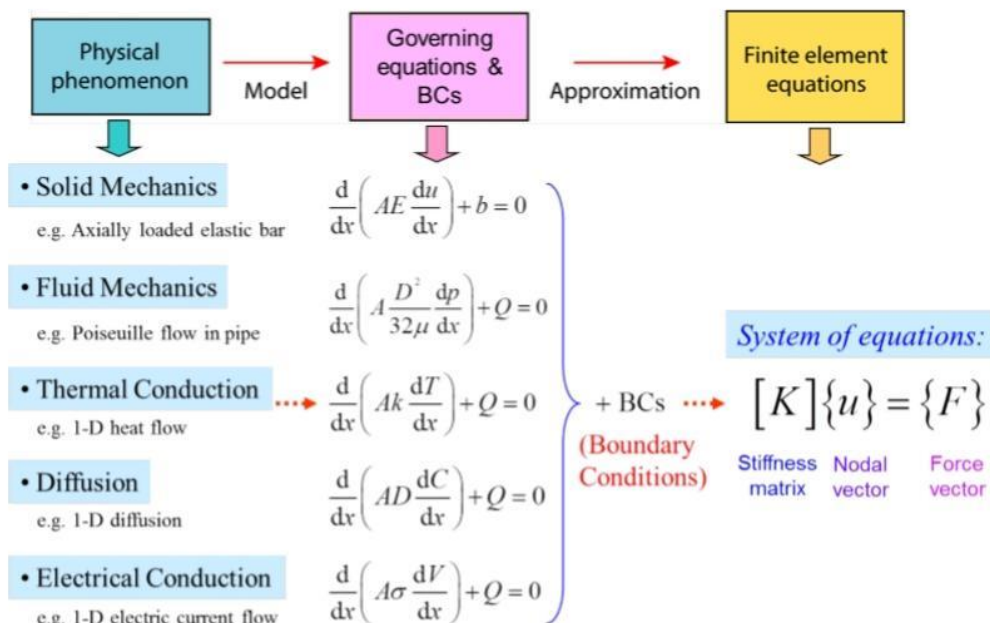 Physical
phenomenon
Model
Governing
equations &
BCs
Approximation
Finite element
equations
• Solid Mechanics
e.g. Axially loaded elastic bar
d/dx ( AE du/dx ) + b = 0
• Fluid Mechanics
e.g. Poiseuille flow in pipe
d/dx ( A D²/32μ dp/dx ) + Q = 0
• Thermal Conduction
e.g. 1-D heat flow
d/dx ( Ak dT/dx ) + Q = 0
• Diffusion
e.g. 1-D diffusion
d/dx ( AD dC/dx ) + Q = 0
• Electrical Conduction
e.g. 1-D electric current flow
d/dx ( Aσ dV/dx ) + Q = 0
+ BCs
(Boundary
Conditions)
System of equations:
[K]{u} = {F}
Stiffness
matrix
Nodal
vector
Force
vector